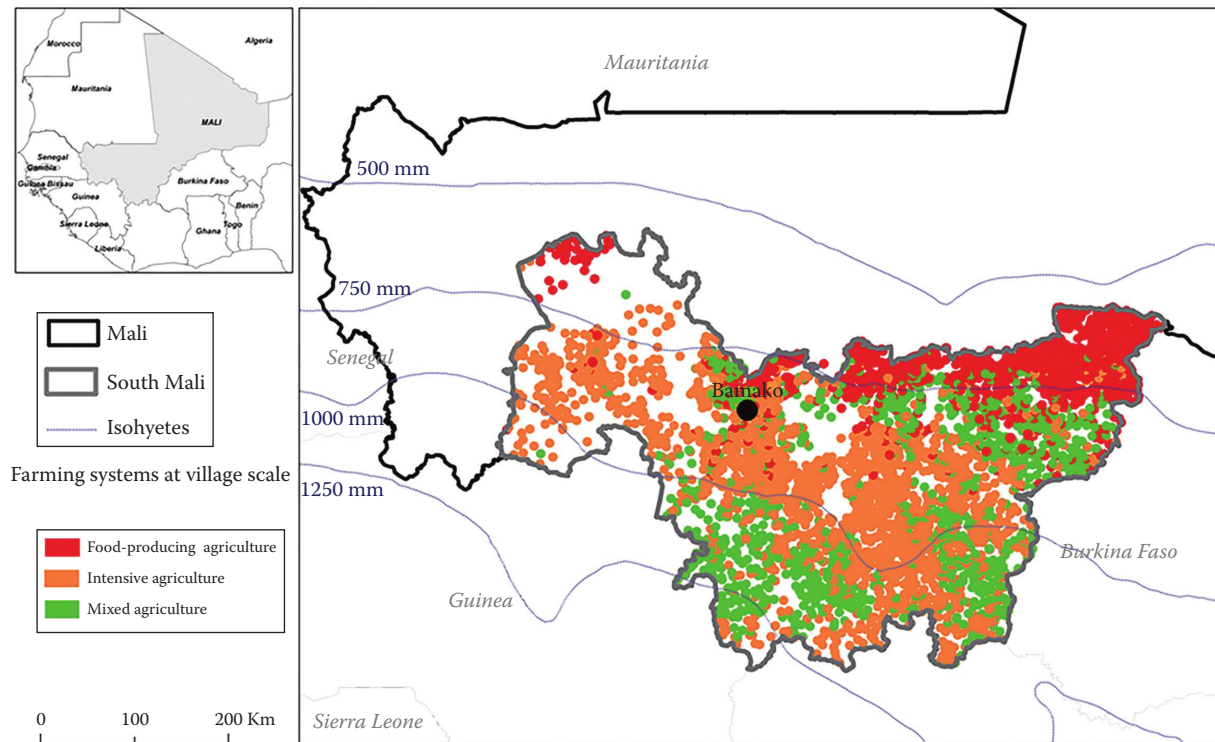 Morocco
Algeria
Mauritania
MALI
Senegal
Gambia
Guinea Bissau
Guinea
Burkina Faso
Benin
Sierra Leone
Ghana
Togo
Liberia
Mali
South Mali
Isohyetes
Farming systems at village scale
Food-producing agriculture
Intensive agriculture
Mixed agriculture
0 100 200 Km
Mauritania
500 mm
750 mm
Senegal
Bamako
1000 mm
1250 mm
Burkina Faso
Guinea
Sierra Leone